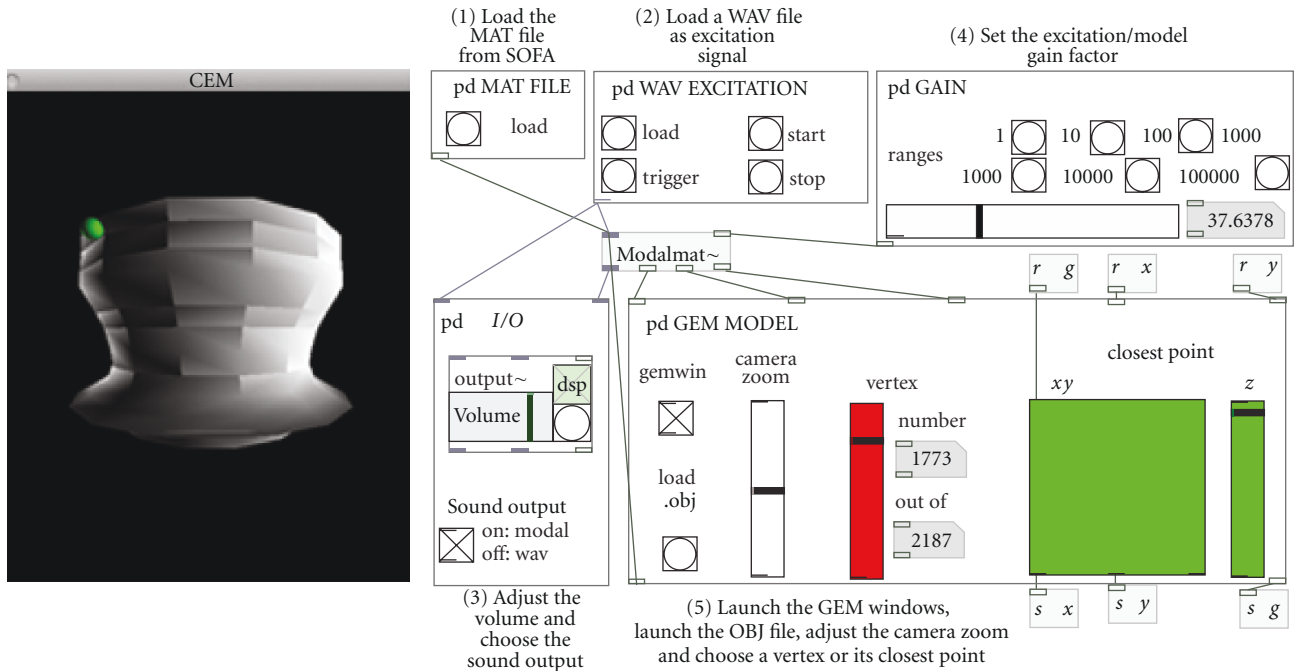 CEM
(1) Load the
MAT file
from SOFA
(2) Load a WAV file
as excitation
signal
(4) Set the excitation/model
gain factor
pd MAT FILE
load
pd WAV EXCITATION
load
start
trigger
stop
pd GAIN
ranges
1 10 100 1000
1000 10000 100000
37.6378
Modalmat~
r g
r x
r y
pd I/O
output~
dsp
Volume
Sound output
on: modal
off: wav
pd GEM MODEL
gemwin
camera
zoom
load
.obj
vertex
number
1773
out of
2187
closest point
xy
z
s x
s y
s g
(3) Adjust the
volume and
choose the
sound output
(5) Launch the GEM windows,
launch the OBJ file, adjust the camera zoom
and choose a vertex or its closest point